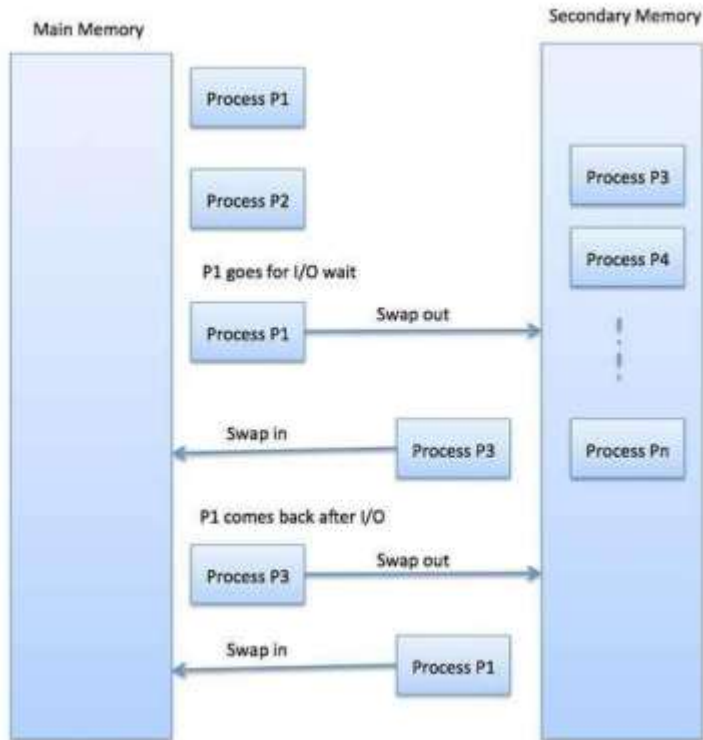 Main Memory
Secondary Memory
Process P1
Process P3
Process P2
Process P4
P1 goes for I/O wait
Process P1
Swap out
Swap in
Process P3
Process Pn
P1 comes back after I/O
Process P3
Swap out
Swap in
Process P1